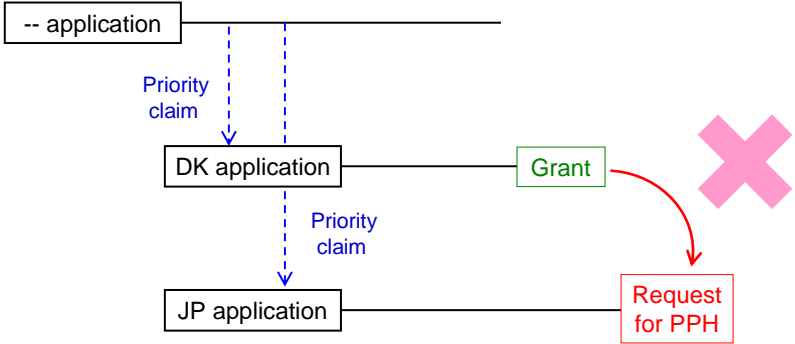 -- application
Priority
claim
DK application
Grant
Priority
claim
JP application
Request
for PPH